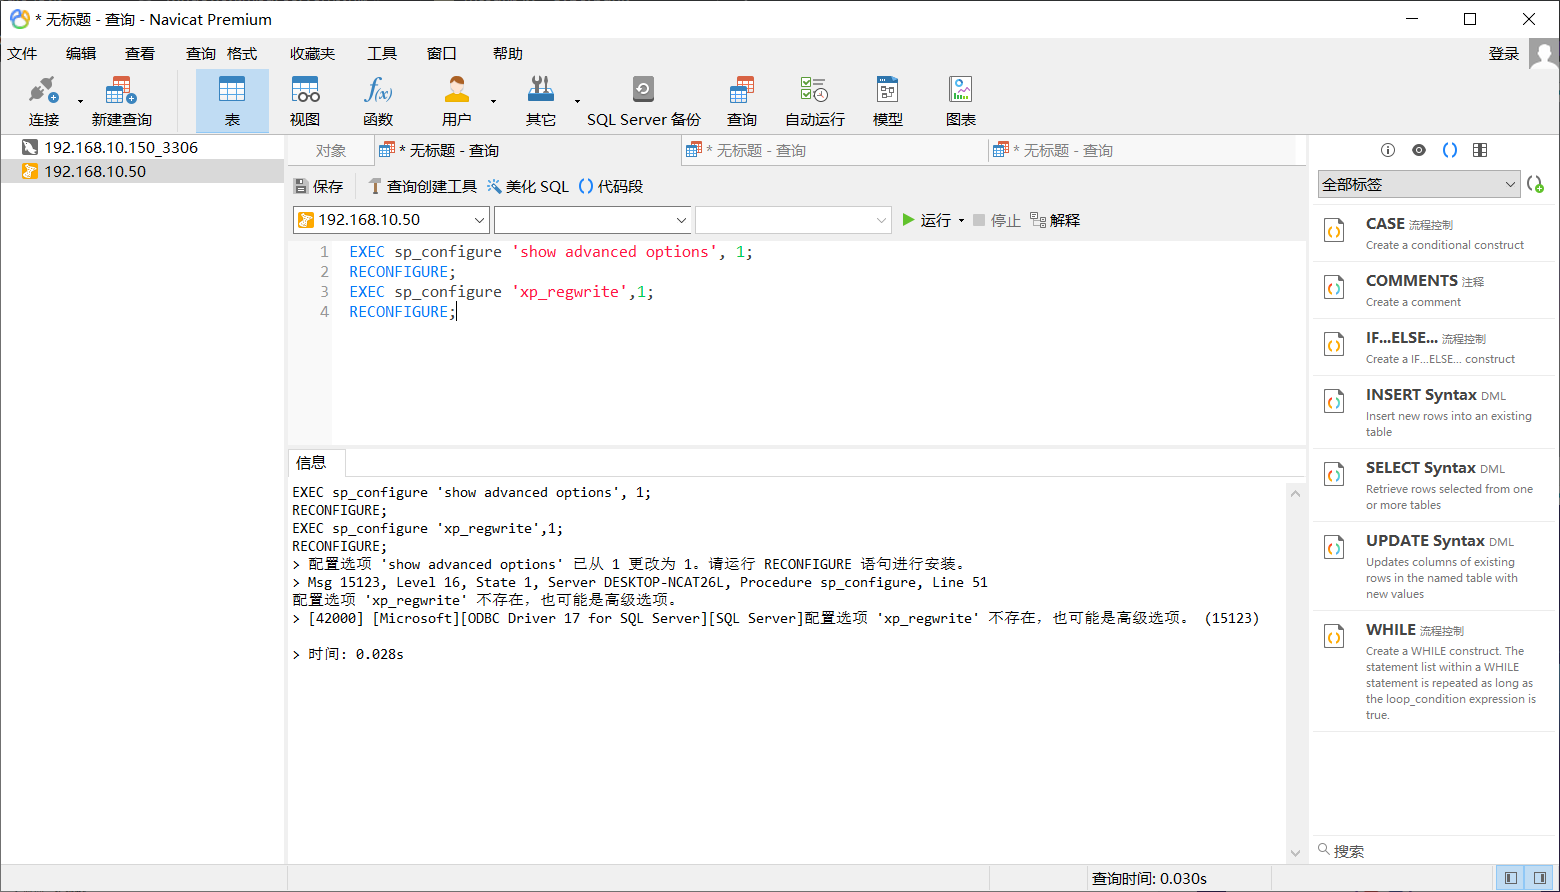 * 无标题 - 查询 - Navicat Premium
文件 编辑 查看 查询 格式 收藏夹 工具 窗口 帮助 登录
连接 新建查询 表 视图 函数 用户 其它 SQL Server 备份 查询 自动运行 模型 图表
192.168.10.150_3306
192.168.10.50
对象 * 无标题 - 查询 * 无标题 - 查询 * 无标题 - 查询
保存 查询创建工具 美化 SQL () 代码段
192.168.10.50 运行 停止 解释
1 EXEC sp_configure 'show advanced options', 1;
2 RECONFIGURE;
3 EXEC sp_configure 'xp_regwrite',1;
4 RECONFIGURE;
信息
EXEC sp_configure 'show advanced options', 1;
RECONFIGURE;
EXEC sp_configure 'xp_regwrite',1;
RECONFIGURE;
> 配置选项 'show advanced options' 已从 1 更改为 1。请运行 RECONFIGURE 语句进行安装。
> Msg 15123, Level 16, State 1, Server DESKTOP-NCAT26L, Procedure sp_configure, Line 51
配置选项 'xp_regwrite' 不存在，也可能是高级选项。
> [42000] [Microsoft][ODBC Driver 17 for SQL Server][SQL Server]配置选项 'xp_regwrite' 不存在，也可能是高级选项。 (15123)
> 时间: 0.028s
全部标签
CASE 流程控制
Create a conditional construct
COMMENTS 注释
Create a comment
IF...ELSE... 流程控制
Create a IF...ELSE... construct
INSERT Syntax DML
Insert new rows into an existing
table
SELECT Syntax DML
Retrieve rows selected from one
or more tables
UPDATE Syntax DML
Updates columns of existing
rows in the named table with
new values
WHILE 流程控制
Create a WHILE construct. The
statement list within a WHILE
statement is repeated as long as
the loop_condition expression is
true.
搜索
查询时间: 0.030s